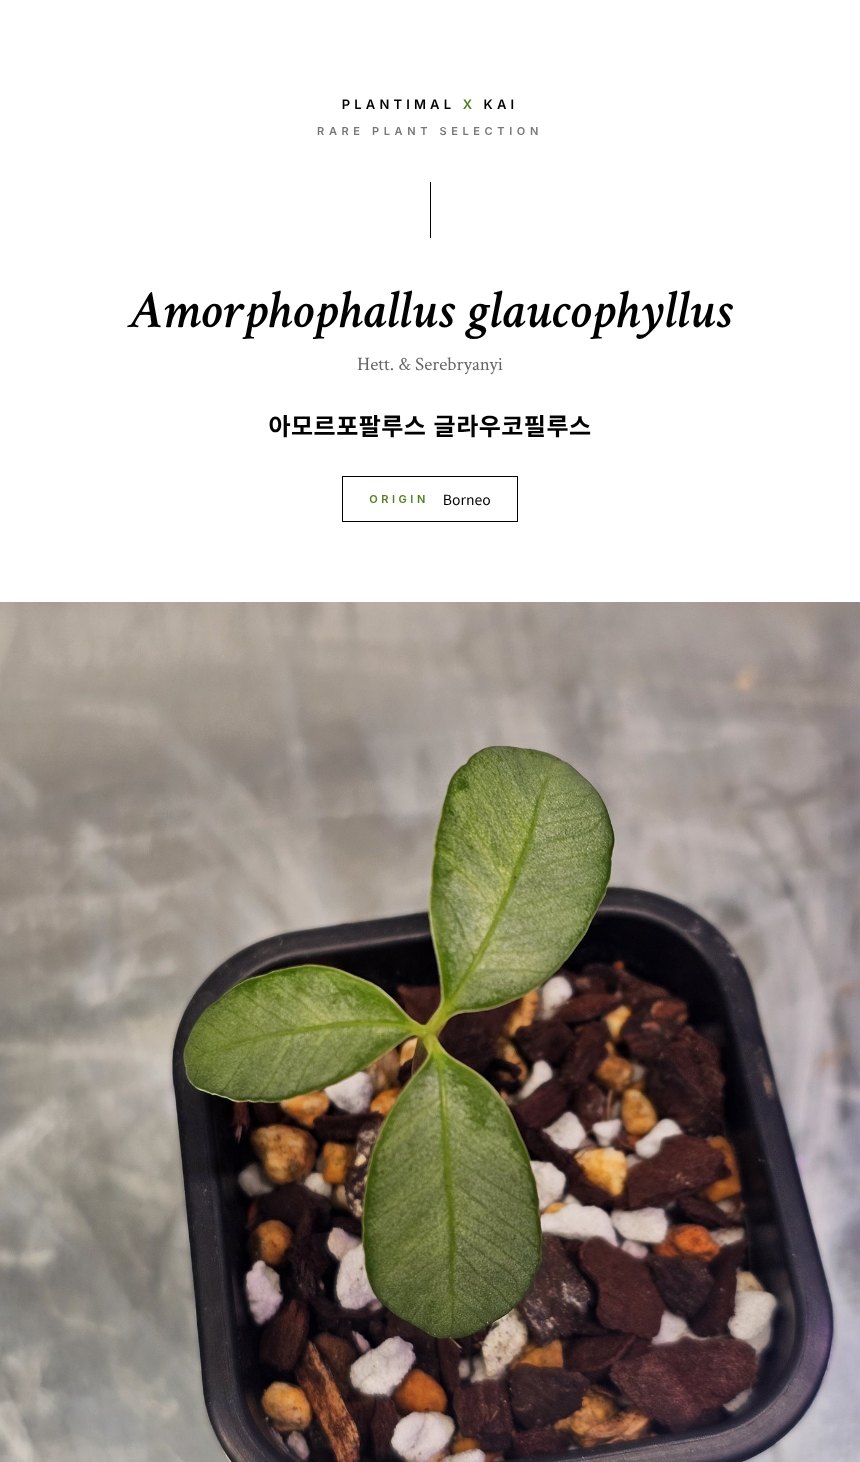 PLANTIMAL X KAI
RARE PLANT SELECTION
Amorphophallus glaucophyllus
Hett. & Serebryanyi
아모르포팔루스 글라우코필루스
ORIGIN Borneo